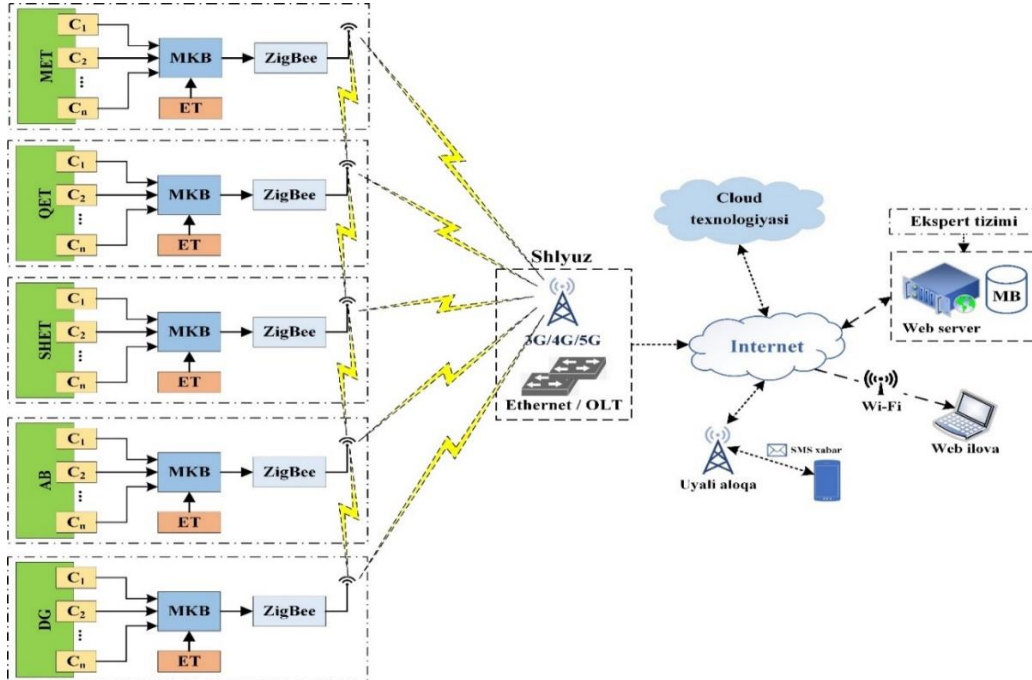 MET
C1
C2
...
Cn
MKB
ZigBee
ET
QET
C1
C2
...
Cn
MKB
ZigBee
ET
SHET
C1
C2
...
Cn
MKB
ZigBee
ET
AB
C1
C2
...
Cn
MKB
ZigBee
ET
DG
C1
C2
...
Cn
MKB
ZigBee
ET
Shlyuz
3G/4G/5G
Ethernet / OLT
Cloud
texnologiyasi
Internet
Ekspert tizimi
MB
Web server
Wi-Fi
Web ilova
SMS xabar
Uyali aloqa